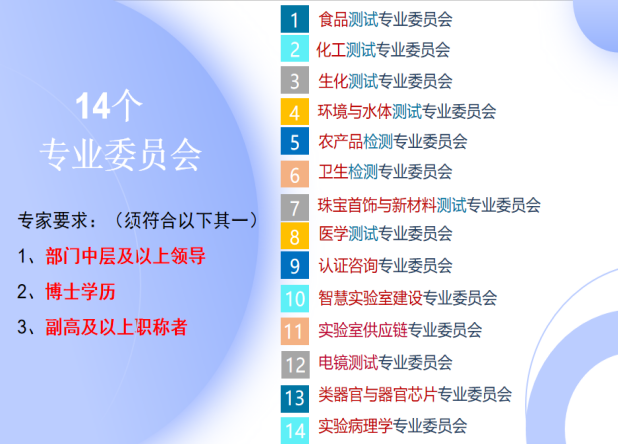 14个
专业委员会
专家要求：（须符合以下其一）
1、部门中层及以上领导
2、博士学历
3、副高及以上职称者
1 食品测试专业委员会
2 化工测试专业委员会
3 生化测试专业委员会
4 环境与水体测试专业委员会
5 农产品检测专业委员会
6 卫生检测专业委员会
7 珠宝首饰与新材料测试专业委员会
8 医学测试专业委员会
9 认证咨询专业委员会
10 智慧实验室建设专业委员会
11 实验室供应链专业委员会
12 电镜测试专业委员会
13 类器官与器官芯片专业委员会
14 实验病理学专业委员会